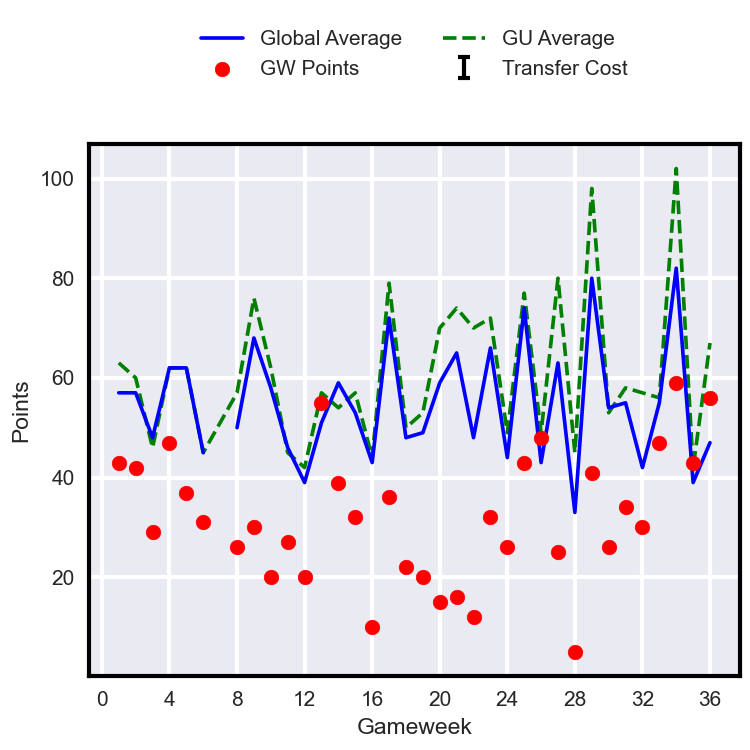 Global Average
GU Average
GW Points
Transfer Cost
100
80
60
40
20
Points
0 4 8 12 16 20 24 28 32 36
Gameweek